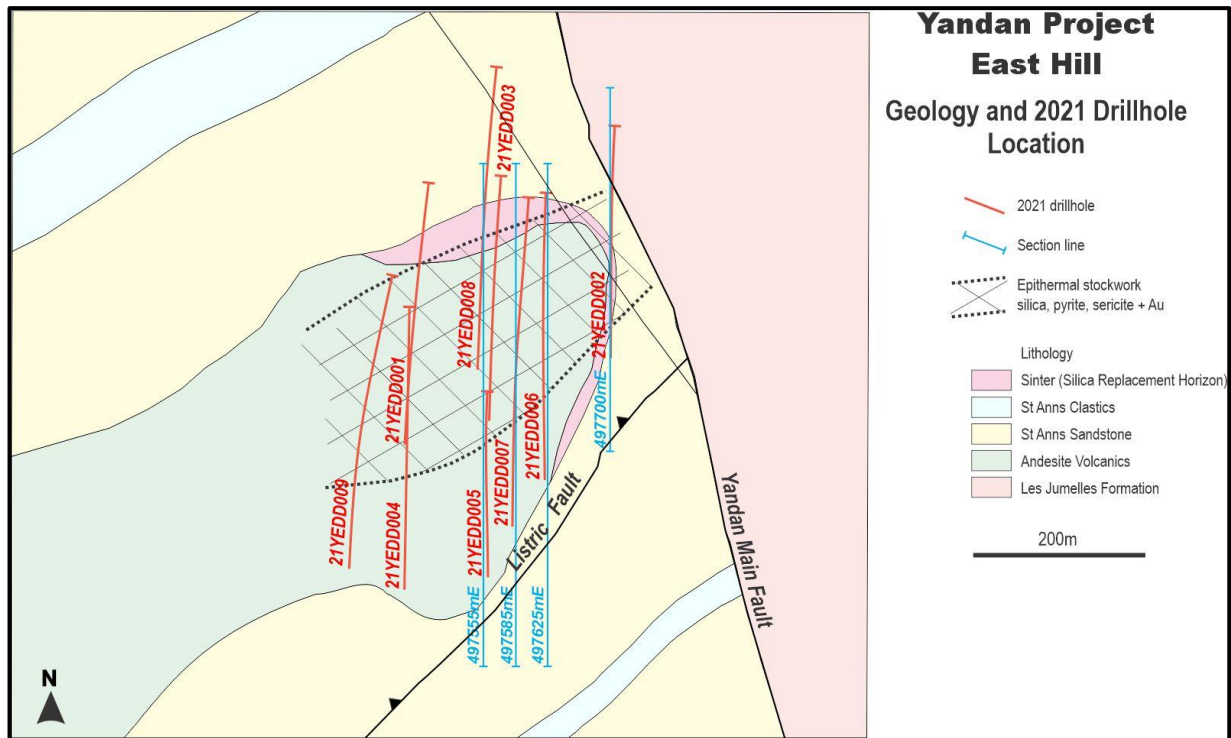 Yandan Project
East Hill
Geology and 2021 Drillhole
Location
2021 drillhole
Section line
Epithermal stockwork
silica, pyrite, sericite + Au
Lithology
Sinter (Silica Replacement Horizon)
St Anns Clastics
St Anns Sandstone
Andesite Volcanics
Les Jumelles Formation
200m
21YEDD003
21YEDD002
21YEDD008
21YEDD001
21YEDD006
21YEDD007
21YEDD009
21YEDD004
21YEDD005
497700mE
497555mE
497585mE
497625mE
Listric Fault
Yandan Main Fault
N